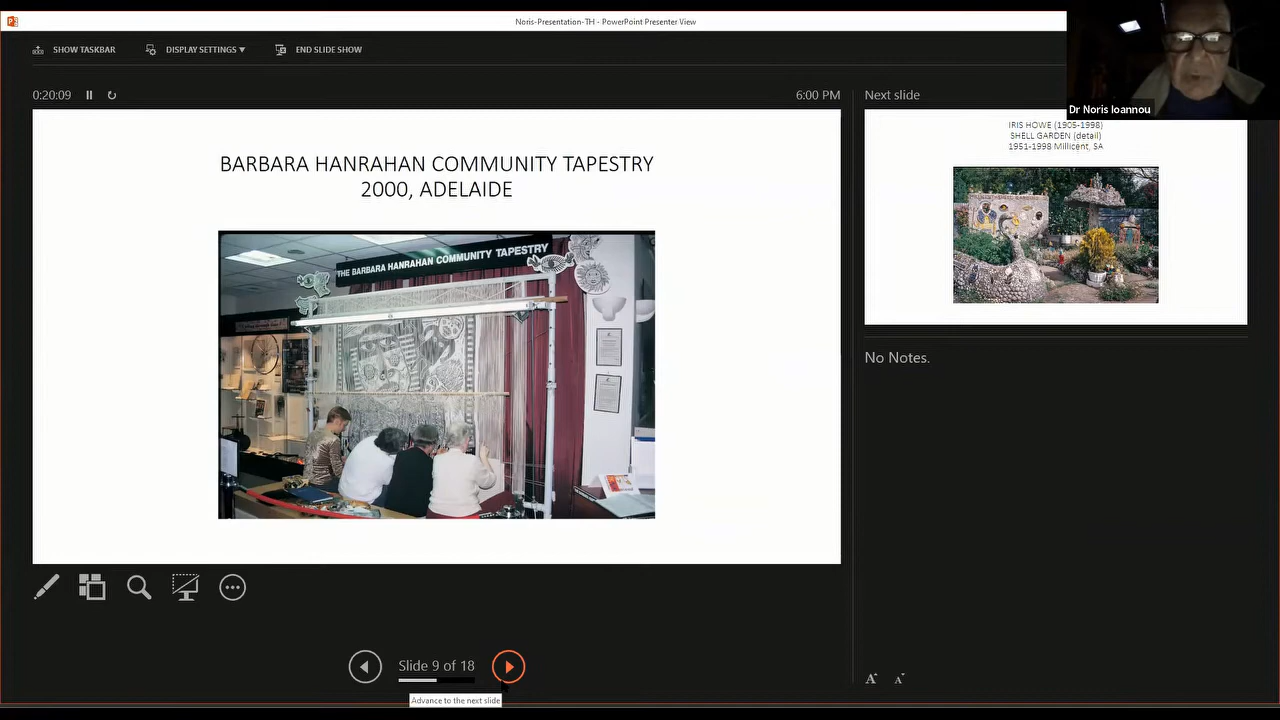 Noris-Presentation-TH - PowerPoint Presenter View
SHOW TASKBAR
DISPLAY SETTINGS ▼
END SLIDE SHOW
Dr Noris Ioannou
0:20:09
6:00 PM
Next slide
BARBARA HANRAHAN COMMUNITY TAPESTRY
2000, ADELAIDE
THE BARBARA HANRAHAN COMMUNITY TAPESTRY
IRIS HOWE (1905-1998)
SHELL GARDEN (detail)
1951-1998 Millicent, SA
No Notes.
Slide 9 of 18
Advance to the next slide
A A